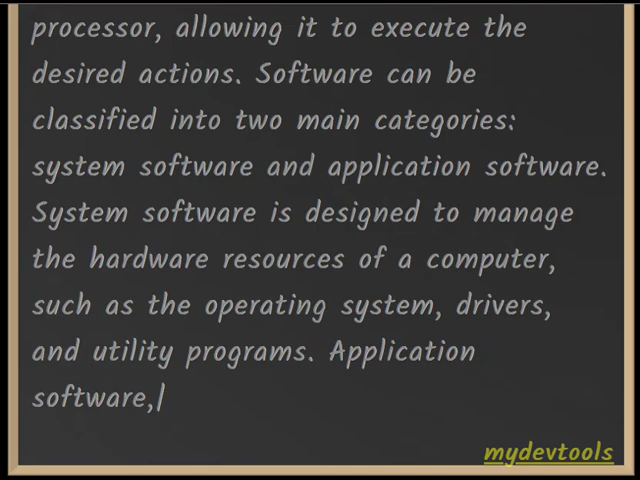 processor, allowing it to execute the
desired actions. Software can be
classified into two main categories:
system software and application software.
System software is designed to manage
the hardware resources of a computer,
such as the operating system, drivers,
and utility programs. Application
software,|
mydevtools